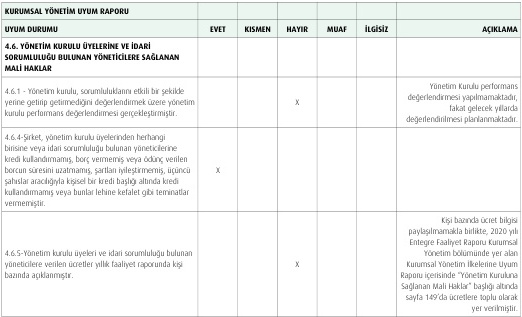 KURUMSAL YÖNETİM UYUM RAPORU
UYUM DURUMU EVET KISMEN HAYIR MUAF İLGİSİZ AÇIKLAMA
4.6. YÖNETİM KURULU ÜYELERİNE VE İDARİ
SORUMLULUĞU BULUNAN YÖNETİCİLERE SAĞLANAN
MALİ HAKLAR
4.6.1 - Yönetim kurulu, sorumluluklarını etkili bir şekilde
yerine getirip getirmediğini değerlendirmek üzere yönetim
kurulu performans değerlendirmesi gerçekleştirmiştir.
X
Yönetim Kurulu performans
değerlendirmesi yapılmamaktadır,
fakat gelecek yıllarda
değerlendirilmesi planlanmaktadır.
4.6.4-Şirket, yönetim kurulu üyelerinden herhangi
birisine veya idari sorumluluğu bulunan yöneticilerine
kredi kullandırmamış, borç vermemiş veya ödünç verilen
borcun süresini uzatmamış, şartları iyileştirmemiş, üçüncü
şahıslar aracılığıyla kişisel bir kredi başlığı altında kredi
kullandırmamış veya bunlar lehine kefalet gibi teminatlar
vermemiştir.
X
4.6.5-Yönetim kurulu üyeleri ve idari sorumluluğu bulunan
yöneticilere verilen ücretler yıllık faaliyet raporunda kişi
bazında açıklanmıştır.
X
Kişi bazında ücret bilgisi
paylaşılmamakla birlikte, 2020 yılı
Entegre Faaliyet Raporu Kurumsal
Yönetim bölümünde yer alan
Kurumsal Yönetim İlkelerine Uyum
Raporu içerisinde "Yönetim Kuruluna
Sağlanan Mali Haklar" başlığı altında
sayfa 149'da ücretlere toplu olarak
yer verilmiştir.